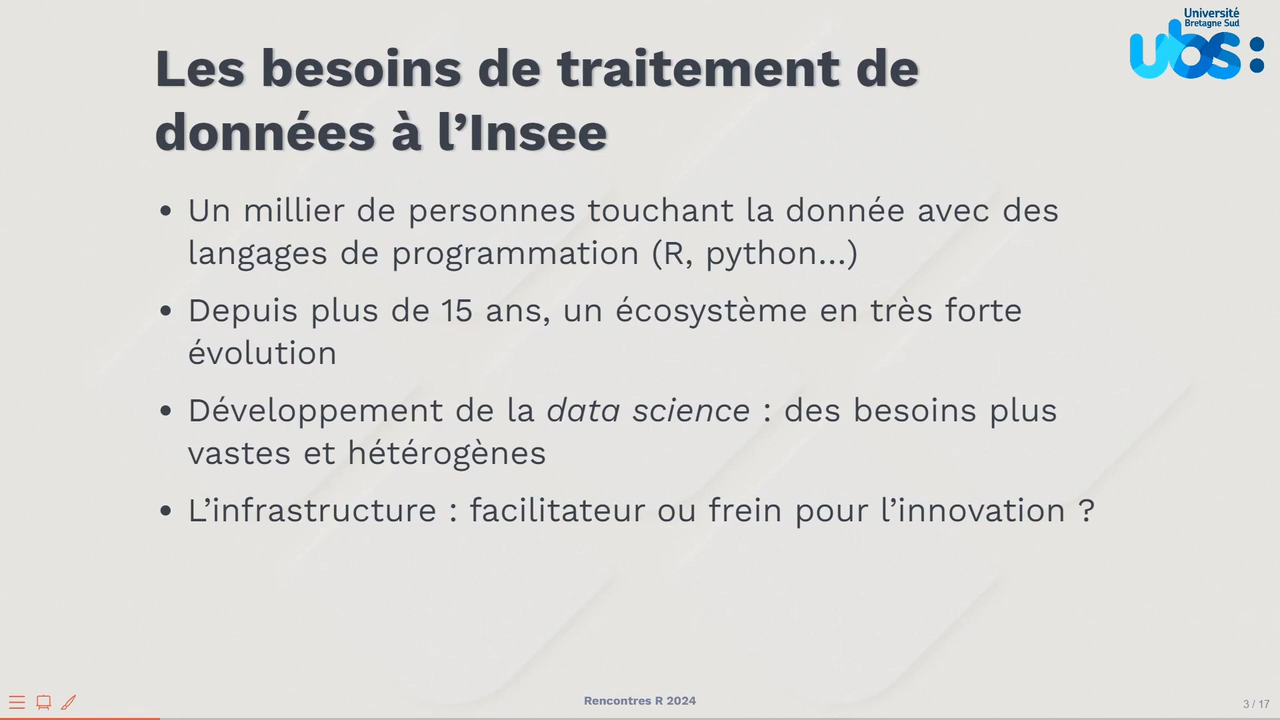 Université
Bretagne Sud
ubs:
Les besoins de traitement de
données à l’Insee
• Un millier de personnes touchant la donnée avec des
langages de programmation (R, python…)
• Depuis plus de 15 ans, un écosystème en très forte
évolution
• Développement de la data science : des besoins plus
vastes et hétérogènes
• L’infrastructure : facilitateur ou frein pour l’innovation ?
Rencontres R 2024
3 / 17